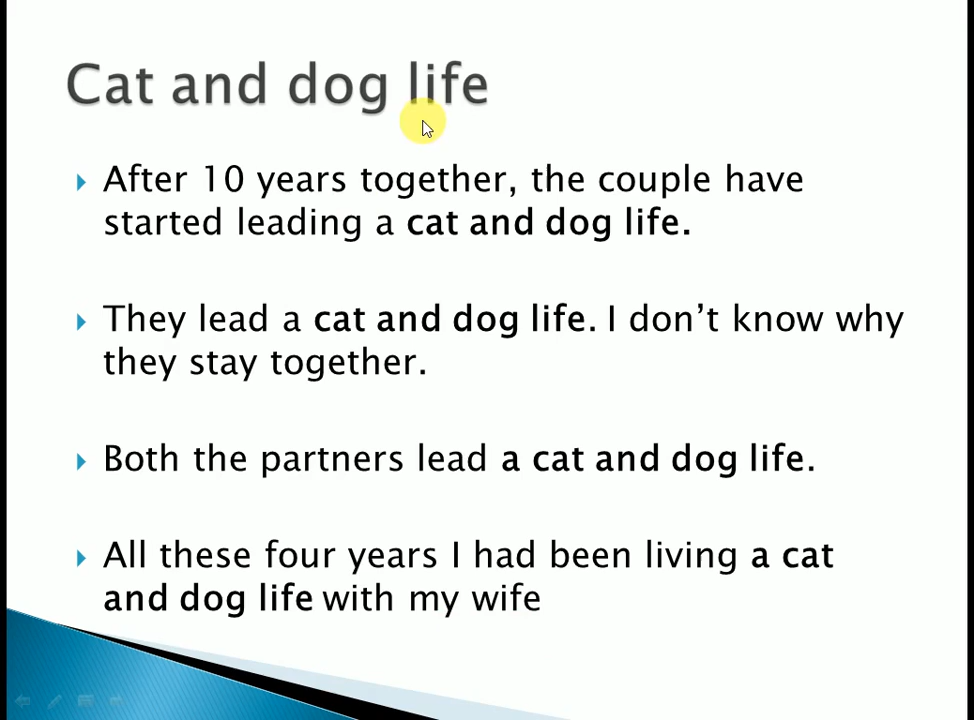 Cat and dog life
After 10 years together, the couple have
started leading a cat and dog life.
They lead a cat and dog life. I don’t know why
they stay together.
Both the partners lead a cat and dog life.
All these four years I had been living a cat
and dog life with my wife